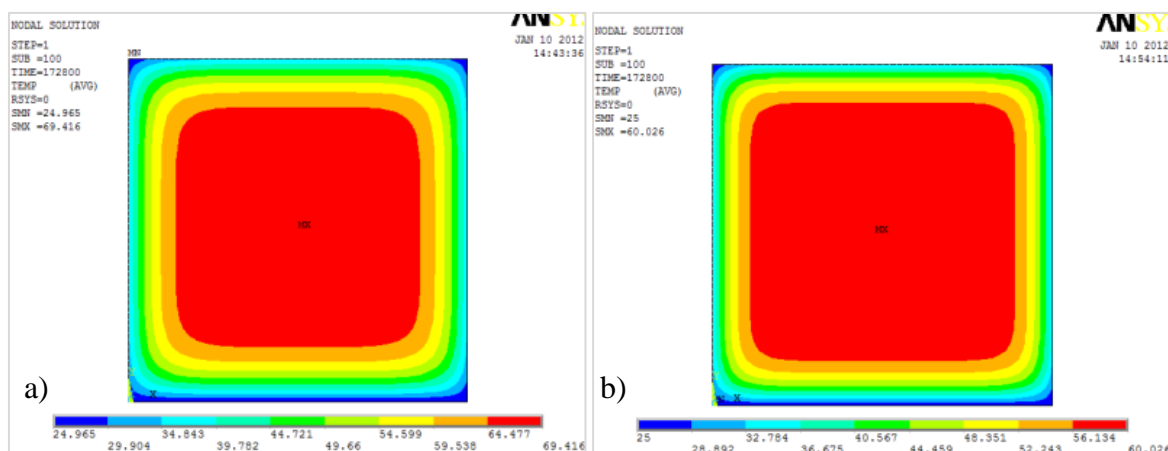 NODAL SOLUTION
STEP=1
SUB =100
TIME=172800
TEMP (AVG)
RSYS=0
SMN =24.965
SMX =69.416
JAN 10 2012
14:43:36
MN
MX
X
a)
24.965 34.843 44.721 54.599 64.477
29.904 39.782 49.66 59.538 69.416
NODAL SOLUTION
STEP=1
SUB =100
TIME=172800
TEMP (AVG)
RSYS=0
SMN =25
SMX =60.026
JAN 10 2012
14:54:11
MX
X
b)
25 32.784 40.567 48.351 56.134
28.892 36.675 44.459 52.243 60.026